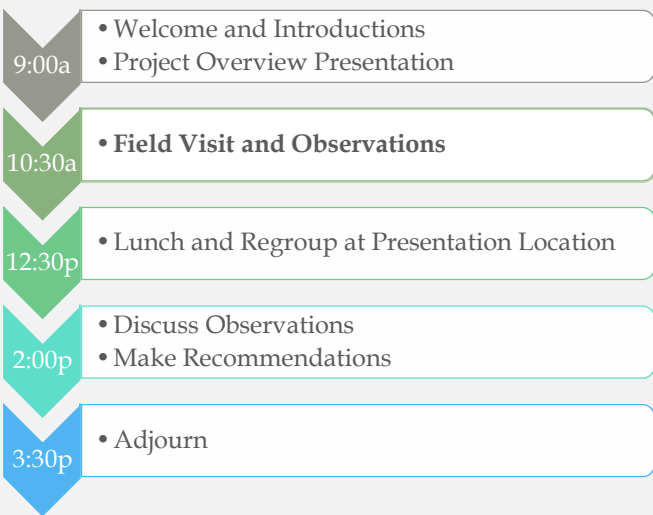 9:00a
• Welcome and Introductions
• Project Overview Presentation
10:30a
• Field Visit and Observations
12:30p
• Lunch and Regroup at Presentation Location
2:00p
• Discuss Observations
• Make Recommendations
3:30p
• Adjourn